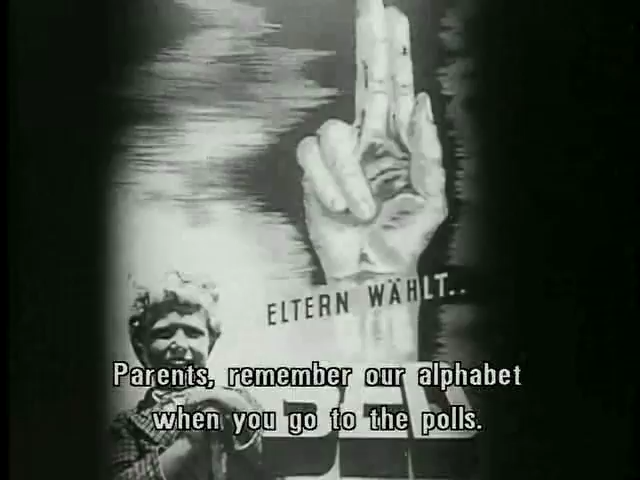 ELTERN WÄHLT..
Parents, remember our alphabet
when you go to the polls.